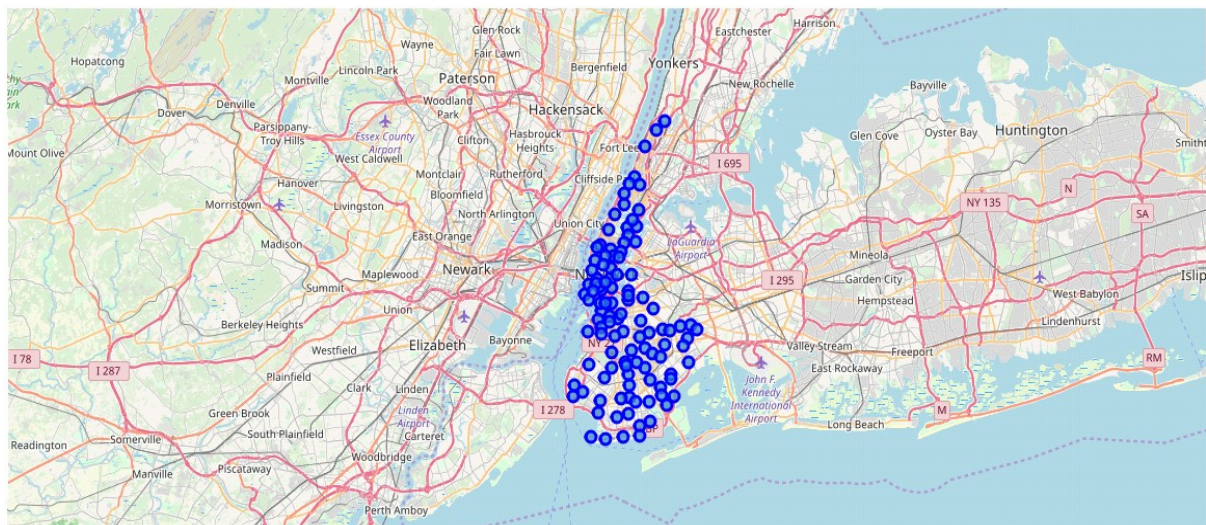 Harrison
Glen Rock
Eastchester
Wayne
Fair Lawn
Hopatcong
Lincoln Park
Bergenfield
Yonkers
Montville
Paterson
New Rochelle
Bayville
Denville
Woodland
Park
Hackensack
Dover
Essex County
Airport
Parsippany-
Troy Hills
Clifton
Hasbrouck
Heights
Glen Cove
Oyster Bay
Huntington
Mount Olive
West Caldwell
Fort Lee
Smith
Montclair
Rutherford
Cliffside
I 695
Hanover
Bloomfield
N
NY 135
Morristown
Livingston
North Arlington
Union City
SA
East Orange
Madison
LaGuardia
Airport
Mineola
Maplewood
Newark
N
I 295
Garden City
Islip
Summit
Hempstead
West Babylon
Union
Berkeley Heights
Lindenhurst
Elizabeth
Bayonne
NY 2
Valley Stream
Freeport
I 78
Westfield
East Rockaway
RM
I 287
Plainfield
Clark
John F.
Kennedy
International
Airport
Linden
Linden
Airport
Green Brook
I 278
M
South Plainfield
Long Beach
Readington
Somerville
Carteret
Manville
Piscataway
Woodbridge
Perth Amboy